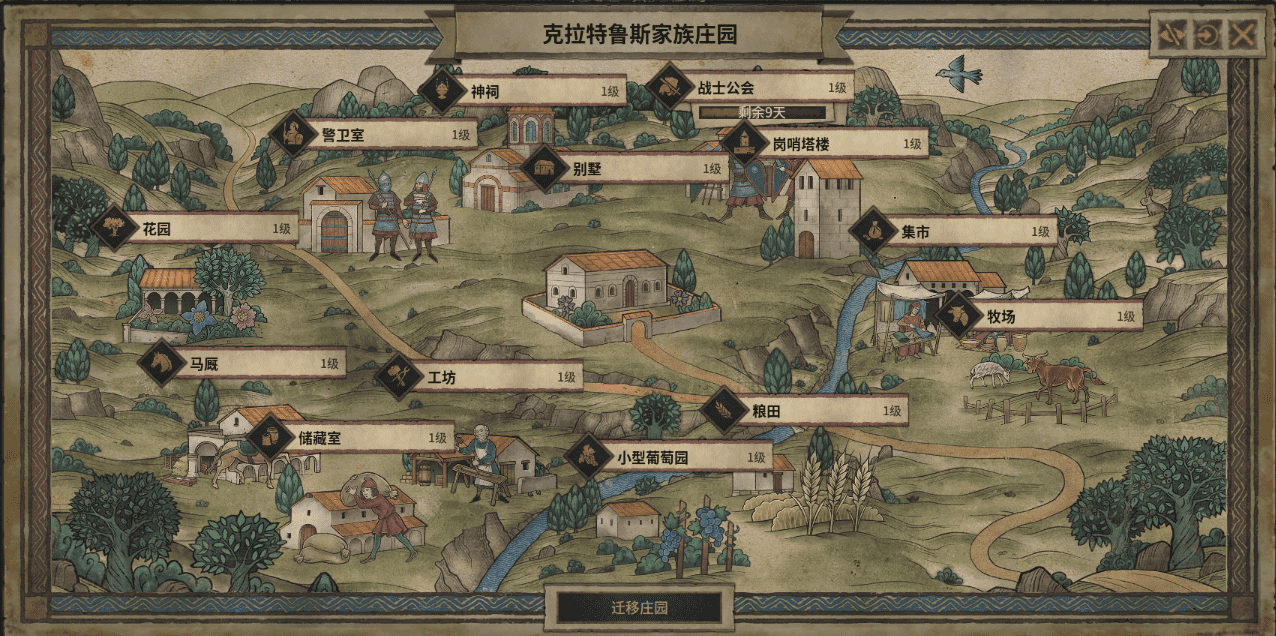 克拉特鲁斯家族庄园
神祠 1级
战士公会 1级
剩余9天
警卫室 1级
岗哨塔楼 1级
别墅 1级
花园 1级
集市 1级
牧场 1级
马厩 1级
工坊 1级
粮田 1级
储藏室 1级
小型葡萄园 1级
迁移庄园